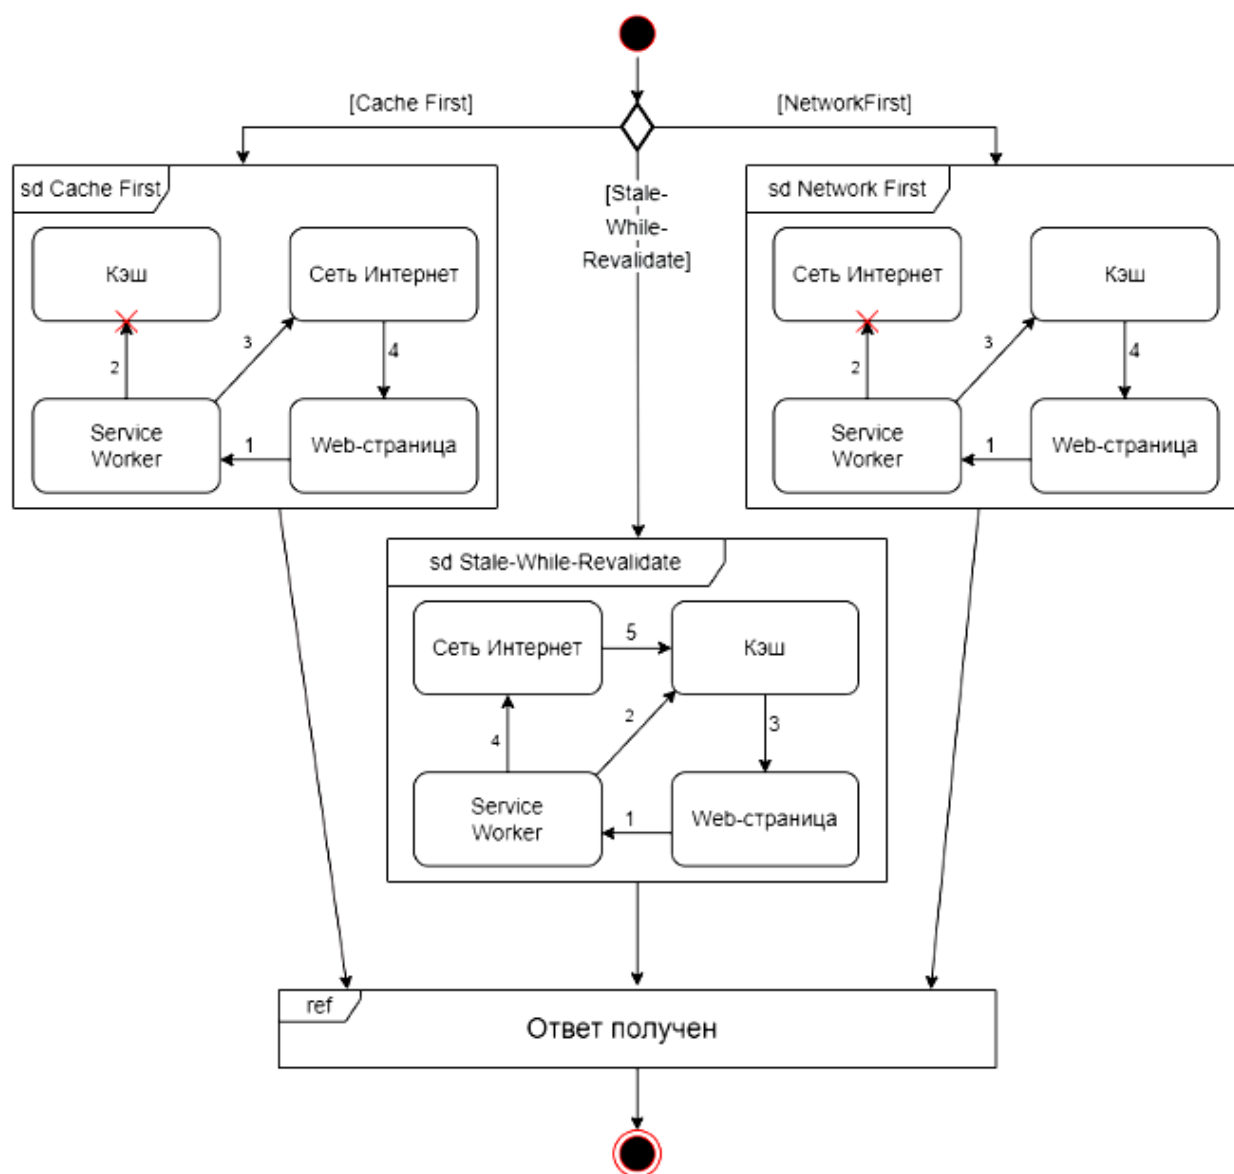 [Cache First]
[NetworkFirst]
sd Cache First
Кэш
Сеть Интернет
2
3
4
Service
Worker
1
Web-страница
[Stale-
While-
Revalidate]
sd Network First
Сеть Интернет
Кэш
2
3
4
Service
Worker
1
Web-страница
sd Stale-While-Revalidate
Сеть Интернет
5
Кэш
4
2
3
Service
Worker
1
Web-страница
ref
Ответ получен